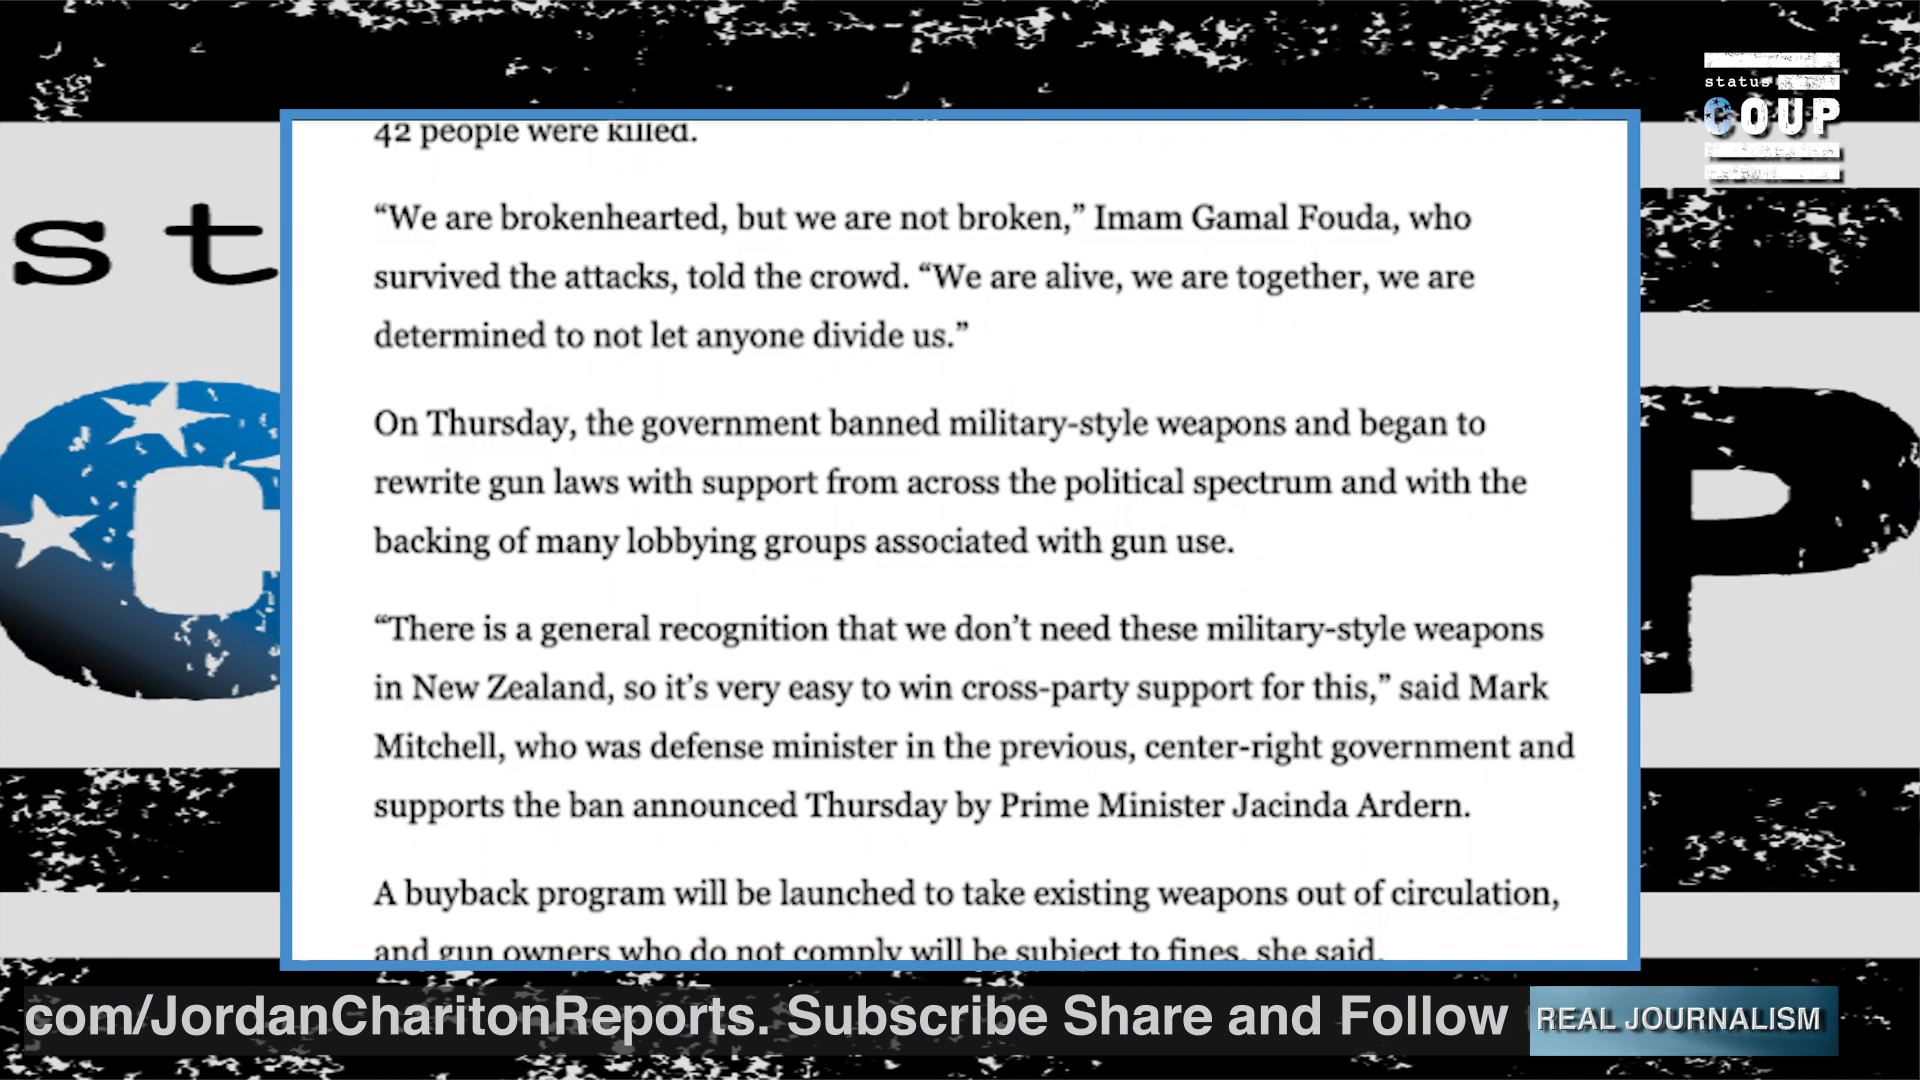 status
COUP
42 people were killed.
“We are brokenhearted, but we are not broken,” Imam Gamal Fouda, who
survived the attacks, told the crowd. “We are alive, we are together, we are
determined to not let anyone divide us.”
On Thursday, the government banned military-style weapons and began to
rewrite gun laws with support from across the political spectrum and with the
backing of many lobbying groups associated with gun use.
“There is a general recognition that we don’t need these military-style weapons
in New Zealand, so it’s very easy to win cross-party support for this,” said Mark
Mitchell, who was defense minister in the previous, center-right government and
supports the ban announced Thursday by Prime Minister Jacinda Ardern.
A buyback program will be launched to take existing weapons out of circulation,
and gun owners who do not comply will be subject to fines, she said.
st
C P
com/JordanCharitonReports. Subscribe Share and Follow
REAL JOURNALISM